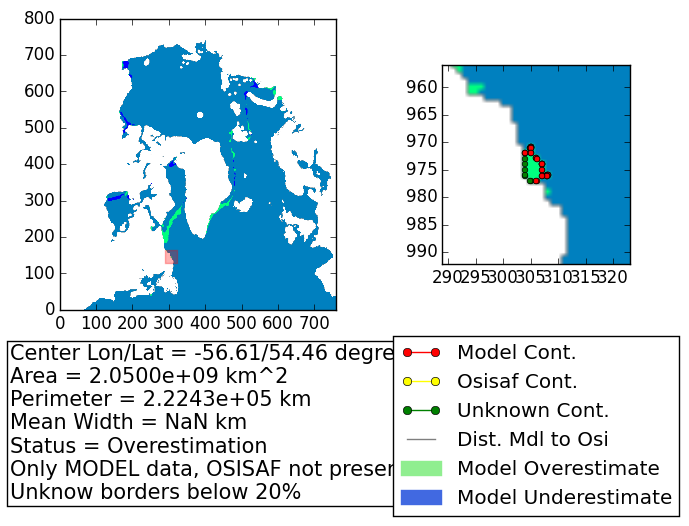 800
700
600
500
400
300
200
100
0
0 100 200 300 400 500 600 700
960
965
970
975
980
985
990
290 295 300 305 310 315 320
Center Lon/Lat = -56.61/54.46 degre
Area = 2.0500e+09 km^2
Perimeter = 2.2243e+05 km
Mean Width = NaN km
Status = Overestimation
Only MODEL data, OSISAF not presen
Unknow borders below 20%
Model Cont.
Osisaf Cont.
Unknown Cont.
Dist. Mdl to Osi
Model Overestimate
Model Underestimate